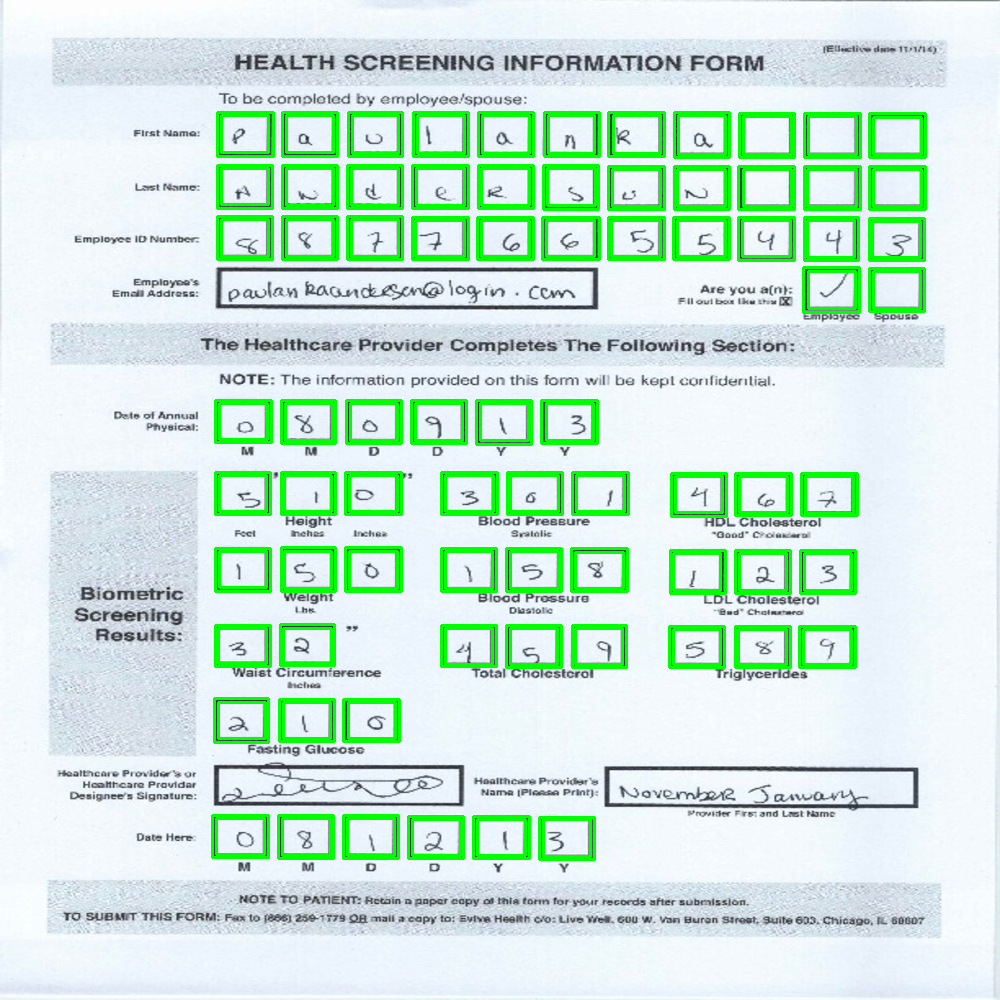 (Effective date 11/1/14)
HEALTH SCREENING INFORMATION FORM
To be completed by employee/spouse:
First Name: P a u l a n k a
Last Name: A n d e R s o N
Employee ID Number: 8 8 7 7 6 6 5 5 4 4 3
Employee's Email Address: paulankaanderson@login.com
Are you a(n): ✓
Fill out box like this ☒
Employee Spouse
The Healthcare Provider Completes The Following Section:
NOTE: The information provided on this form will be kept confidential.
Date of Annual Physical: 0 8 0 9 1 3
M M D D Y Y
Biometric Screening Results:
5 ' 1 0 " 3 0 1 4 6 7
Height Blood Pressure HDL Cholesterol
Feet Inches Inches Systolic "Good" Cholesterol
1 5 0 1 5 8 1 2 3
Weight Blood Pressure LDL Cholesterol
Lbs. Diastolic "Bad" Cholesterol
3 2 " 4 5 9 5 8 9
Waist Circumference Total Cholesterol Triglycerides
Inches
2 1 0
Fasting Glucose
Healthcare Provider's or Healthcare Provider Designee's Signature:
Healthcare Provider's Name (Please Print): November January
Provider First and Last Name
Date Here: 0 8 1 2 1 3
M M D D Y Y
NOTE TO PATIENT: Retain a paper copy of this form for your records after submission.
TO SUBMIT THIS FORM: Fax to (866) 259-1779 OR mail a copy to: Evive Health c/o: Live Well, 600 W. Van Buren Street, Suite 603, Chicago, IL 60607